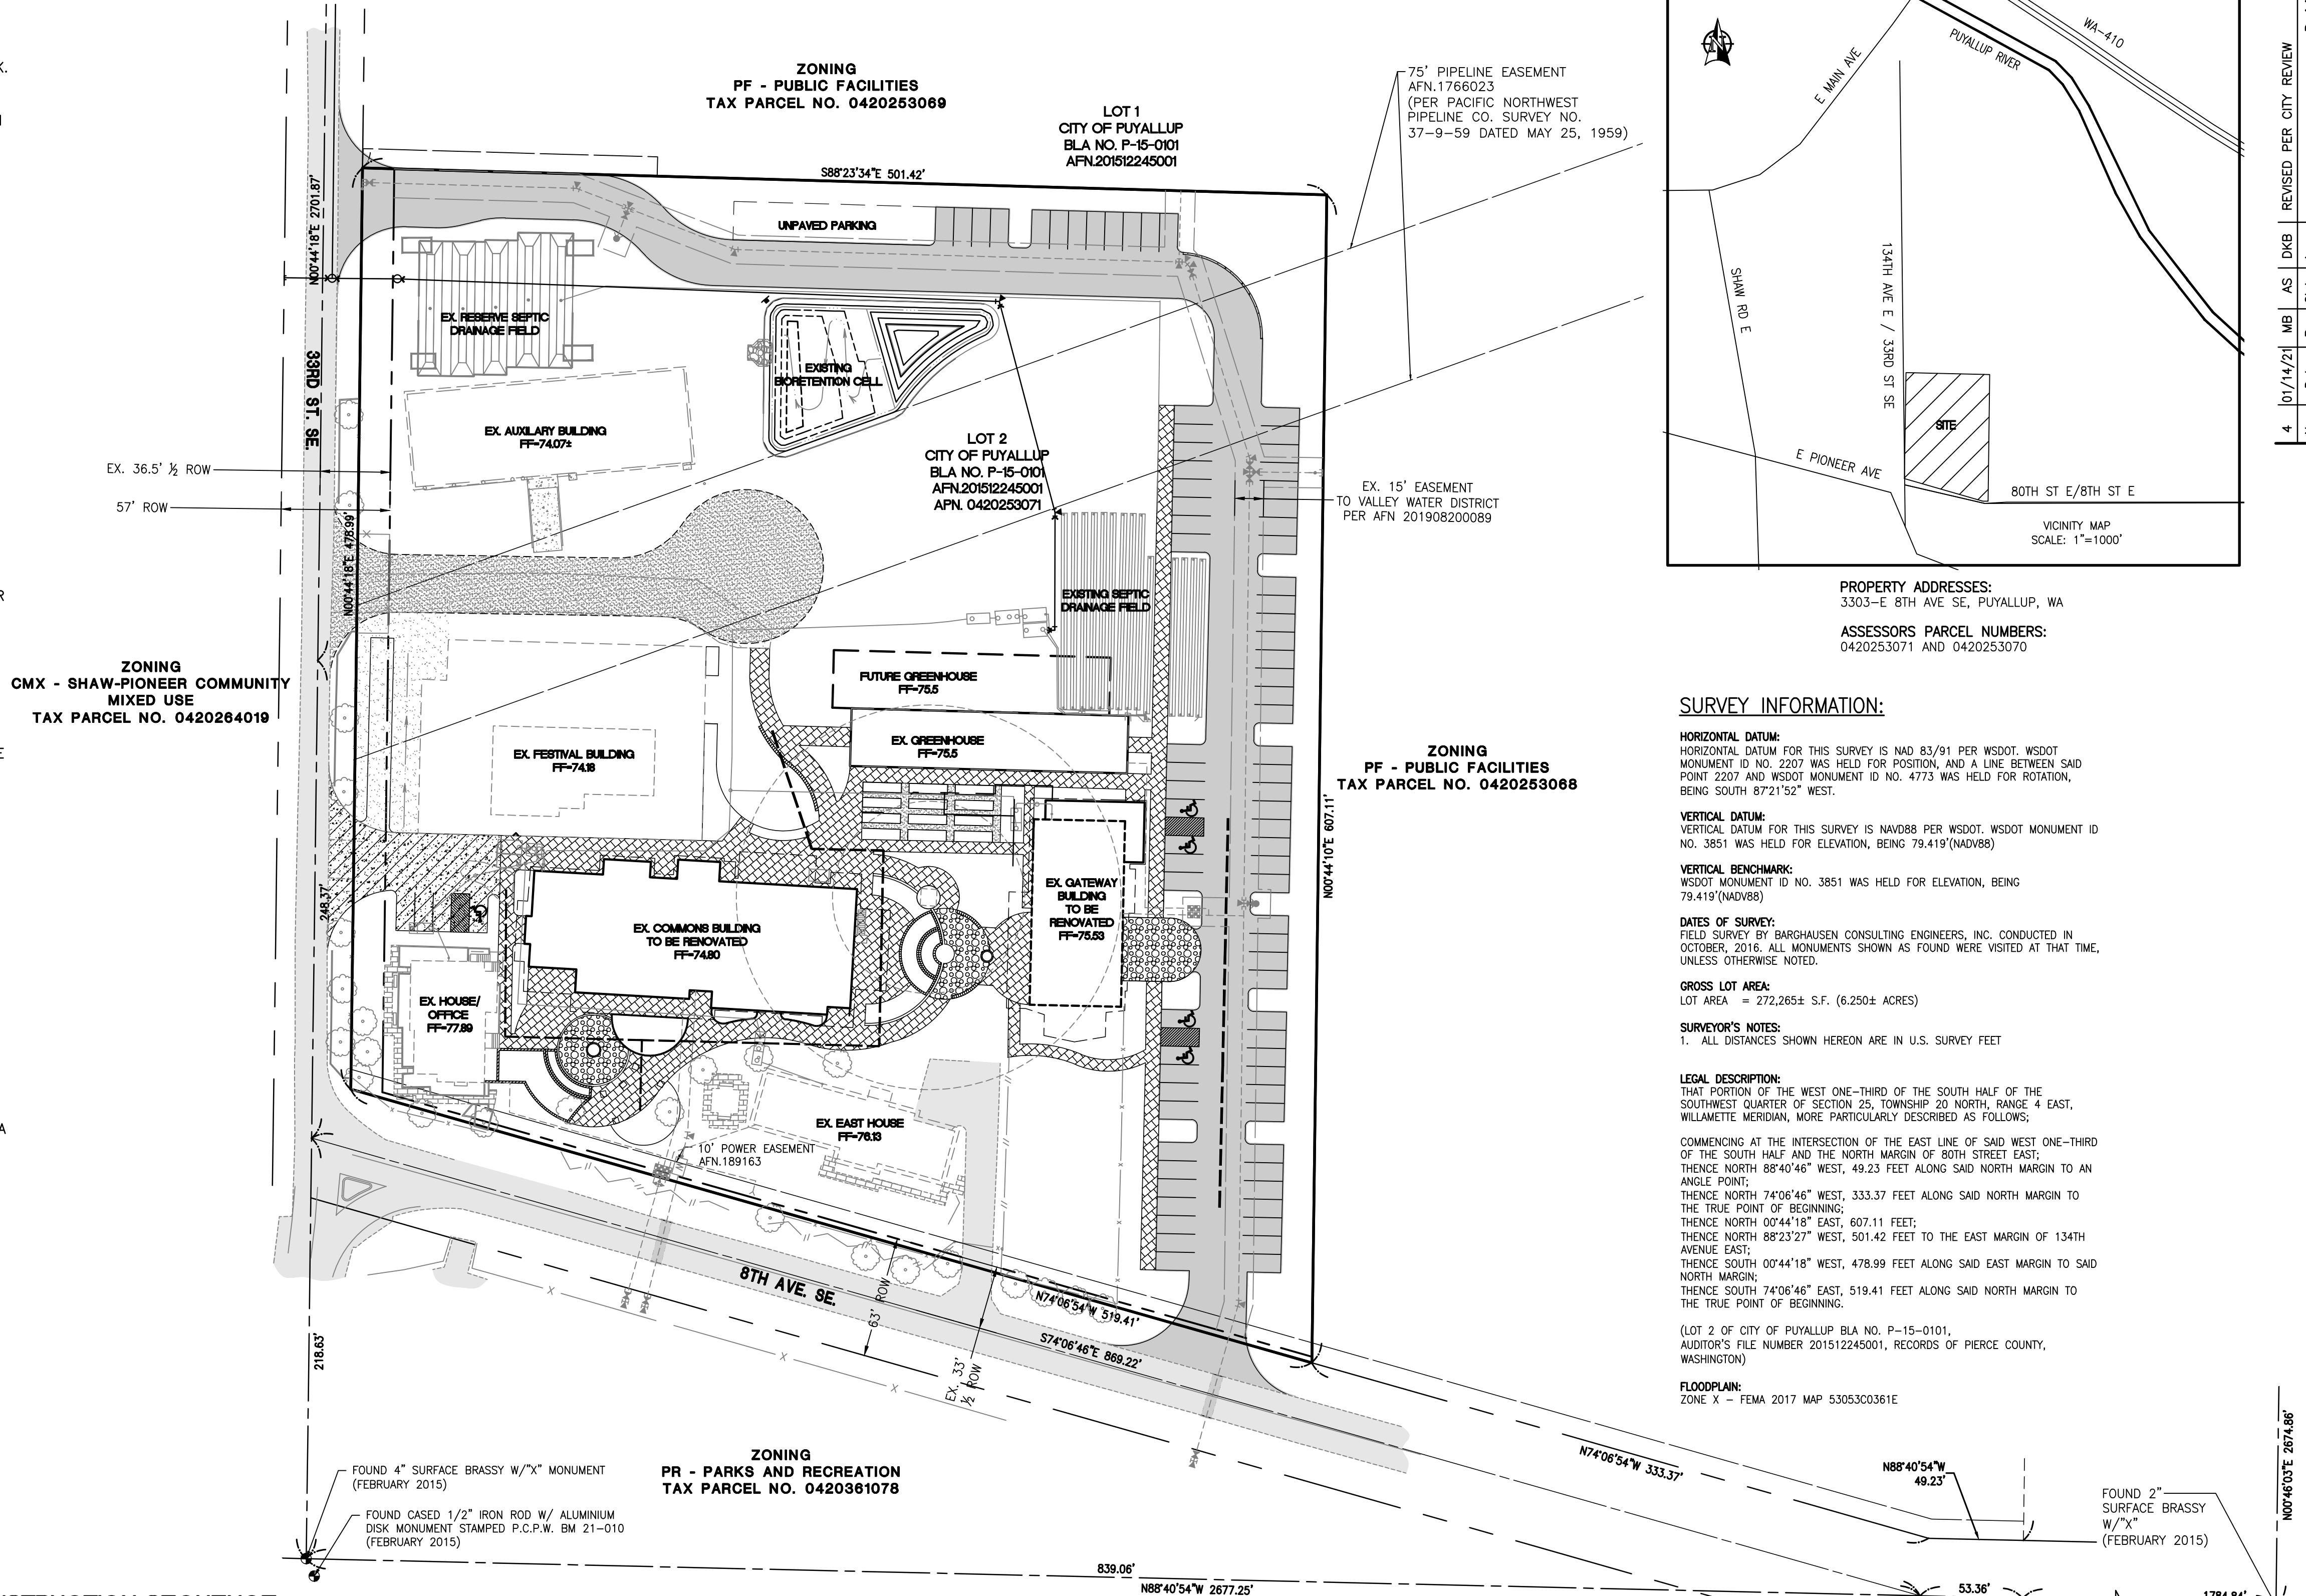 ZONING
PF - PUBLIC FACILITIES
TAX PARCEL NO. 0420253069
LOT 1
CITY OF PUYALLUP
BLA NO. P-15-0101
AFN.201512245001
75' PIPELINE EASEMENT
AFN.1766023
(PER PACIFIC NORTHWEST
PIPELINE CO. SURVEY NO.
37-9-59 DATED MAY 25, 1959)
S88°23'34"E 501.42'
N00°44'18"E 2701.87'
UNPAVED PARKING
EX. RESERVE SEPTIC
DRAINAGE FIELD
33RD ST. SE.
EXISTING
BIORETENTION CELL
EX. AUXILARY BUILDING
FF=74.07±
LOT 2
CITY OF PUYALLUP
BLA NO. P-15-0101
AFN.201512245001
APN. 0420253071
EX. 36.5' ½ ROW
57' ROW
N00°44'18"E 478.99'
EX. 15' EASEMENT
TO VALLEY WATER DISTRICT
PER AFN 201908200089
EXISTING SEPTIC
DRAINAGE FIELD
ZONING
CMX - SHAW-PIONEER COMMUNITY
MIXED USE
TAX PARCEL NO. 0420264019
FUTURE GREENHOUSE
FF=75.5
EX. GREENHOUSE
FF=75.5
EX. FESTIVAL BUILDING
FF=74.18
ZONING
PF - PUBLIC FACILITIES
TAX PARCEL NO. 0420253068
N00°44'10"E 607.11'
248.37'
EX. GATEWAY
BUILDING
TO BE
RENOVATED
FF=75.53
EX. COMMONS BUILDING
TO BE RENOVATED
FF=74.80
EX. HOUSE/
OFFICE
FF=77.89
EX. EAST HOUSE
FF=76.13
10' POWER EASEMENT
AFN.189163
8TH AVE. SE.
63' ROW
EX. 33'
½ ROW
N74°06'54"W 519.41'
S74°06'46"E 869.22'
218.63'
ZONING
PR - PARKS AND RECREATION
TAX PARCEL NO. 0420361078
FOUND 4" SURFACE BRASSY W/"X" MONUMENT
(FEBRUARY 2015)
FOUND CASED 1/2" IRON ROD W/ ALUMINIUM
DISK MONUMENT STAMPED P.C.P.W. BM 21-010
(FEBRUARY 2015)
839.06'
N88°40'54"W 2677.25'
N74°06'54"W 333.37'
N88°40'54"W
49.23'
53.36'
1784.84'
FOUND 2"
SURFACE BRASSY
W/"X"
(FEBRUARY 2015)
N00°46'03"E 2674.86'
WA-410
PUYALLUP RIVER
E MAIN AVE
SHAW RD E
134TH AVE E / 33RD ST SE
SITE
E PIONEER AVE
80TH ST E/8TH ST E
VICINITY MAP
SCALE: 1"=1000'
4 01/14/21 MB AS DKB REVISED PER CITY REVIEW
PROPERTY ADDRESSES:
3303-E 8TH AVE SE, PUYALLUP, WA
ASSESSORS PARCEL NUMBERS:
0420253071 AND 0420253070
SURVEY INFORMATION:
HORIZONTAL DATUM:
HORIZONTAL DATUM FOR THIS SURVEY IS NAD 83/91 PER WSDOT. WSDOT
MONUMENT ID NO. 2207 WAS HELD FOR POSITION, AND A LINE BETWEEN SAID
POINT 2207 AND WSDOT MONUMENT ID NO. 4773 WAS HELD FOR ROTATION,
BEING SOUTH 87°21'52" WEST.
VERTICAL DATUM:
VERTICAL DATUM FOR THIS SURVEY IS NAVD88 PER WSDOT. WSDOT MONUMENT ID
NO. 3851 WAS HELD FOR ELEVATION, BEING 79.419'(NADV88)
VERTICAL BENCHMARK:
WSDOT MONUMENT ID NO. 3851 WAS HELD FOR ELEVATION, BEING
79.419'(NADV88)
DATES OF SURVEY:
FIELD SURVEY BY BARGHAUSEN CONSULTING ENGINEERS, INC. CONDUCTED IN
OCTOBER, 2016. ALL MONUMENTS SHOWN AS FOUND WERE VISITED AT THAT TIME,
UNLESS OTHERWISE NOTED.
GROSS LOT AREA:
LOT AREA = 272,265± S.F. (6.250± ACRES)
SURVEYOR'S NOTES:
1. ALL DISTANCES SHOWN HEREON ARE IN U.S. SURVEY FEET
LEGAL DESCRIPTION:
THAT PORTION OF THE WEST ONE-THIRD OF THE SOUTH HALF OF THE
SOUTHWEST QUARTER OF SECTION 25, TOWNSHIP 20 NORTH, RANGE 4 EAST,
WILLAMETTE MERIDIAN, MORE PARTICULARLY DESCRIBED AS FOLLOWS;
COMMENCING AT THE INTERSECTION OF THE EAST LINE OF SAID WEST ONE-THIRD
OF THE SOUTH HALF AND THE NORTH MARGIN OF 80TH STREET EAST;
THENCE NORTH 88°40'46" WEST, 49.23 FEET ALONG SAID NORTH MARGIN TO AN
ANGLE POINT;
THENCE NORTH 74°06'46" WEST, 333.37 FEET ALONG SAID NORTH MARGIN TO
THE TRUE POINT OF BEGINNING;
THENCE NORTH 00°44'18" EAST, 607.11 FEET;
THENCE NORTH 88°23'27" WEST, 501.42 FEET TO THE EAST MARGIN OF 134TH
AVENUE EAST;
THENCE SOUTH 00°44'18" WEST, 478.99 FEET ALONG SAID EAST MARGIN TO SAID
NORTH MARGIN;
THENCE SOUTH 74°06'46" EAST, 519.41 FEET ALONG SAID NORTH MARGIN TO
THE TRUE POINT OF BEGINNING.
(LOT 2 OF CITY OF PUYALLUP BLA NO. P-15-0101,
AUDITOR'S FILE NUMBER 201512245001, RECORDS OF PIERCE COUNTY,
WASHINGTON)
FLOODPLAIN:
ZONE X - FEMA 2017 MAP 53053C0361E